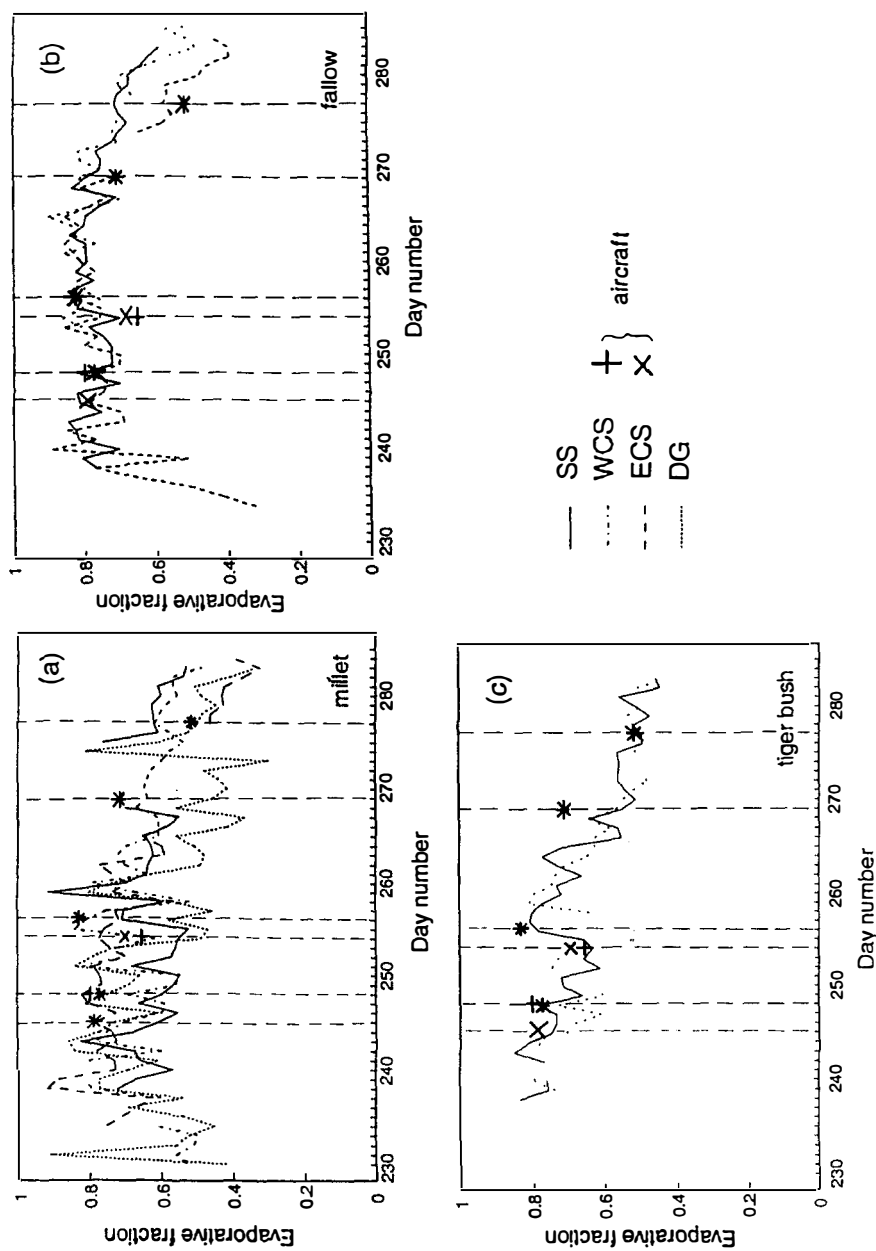 (a)
millet
Evaporative fraction
1
0.8
0.6
0.4
0.2
0
230
240
250
260
270
280
Day number
(b)
fallow
Evaporative fraction
1
0.8
0.6
0.4
0.2
0
230
240
250
260
270
280
Day number
(c)
tiger bush
Evaporative fraction
1
0.8
0.6
0.4
0.2
0
230
240
250
260
270
280
Day number
SS
WCS
ECS
DG
aircraft